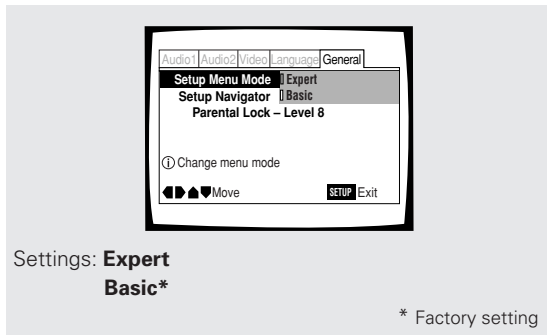 Audio1 Audio2 Video Language General
Setup Menu Mode Expert
Setup Navigator Basic
Parental Lock – Level 8
ⓘ Change menu mode
Move SETUP Exit
Settings: Expert
Basic*
* Factory setting